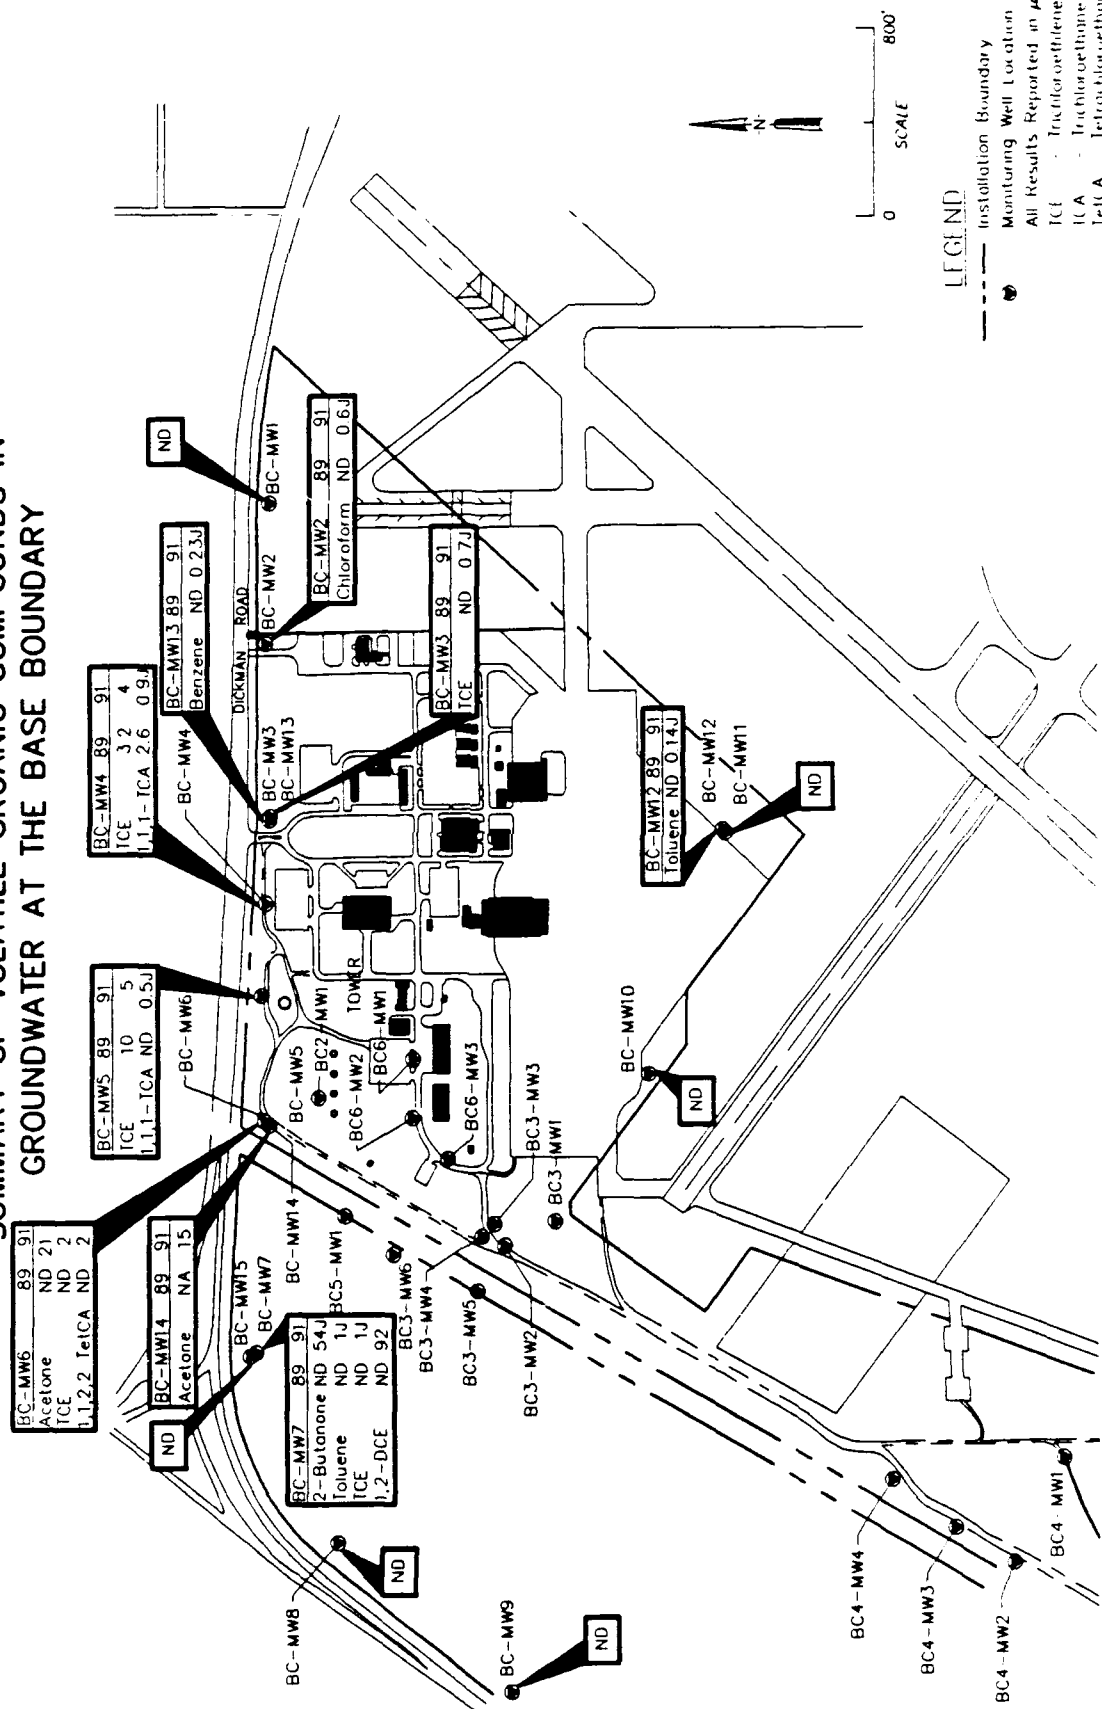 GROUNDWATER AT THE BASE BOUNDARY
BC-MW6 89 91
Acetone ND 21
TCE ND 2
1,1,2,2 TetCA ND 2
BC-MW14 89 91
Acetone NA 15
ND
BC-MW15
BC-MW7
BC-MW7 89 91
2-Butanone ND 54J
Toluene ND 1J
TCE ND 1J
1,2-DCE ND 92
BC-MW5 89 91
TCE 10 5
1,1,1-TCA ND 0.5J
BC-MW6
BC-MW4 89 91
TCE 3 2 4
1,1,1-TCA 2.6 0 9J
BC-MW4
BC-MW13 89 91
Benzene ND 0 23J
BC-MW3
BC-MW13
DICKMAN ROAD
BC-MW2
BC-MW2 89 91
Chloroform ND 0.6J
ND
BC-MW1
BC-MW3 89 91
TCE ND 0 7J
BC-MW14
BC-MW5
BC2-MW1
TOWER
BC6-MW2
BC6-MW1
BC6-MW3
BC5-MW1
BC3-MW6
BC3-MW4
BC3-MW5
BC3-MW2
BC3-MW3
BC3-MW1
BC-MW8
ND
BC-MW9
ND
BC-MW10
ND
BC-MW12 89 91
Toluene ND 0.14J
BC-MW12
BC-MW11
ND
BC4-MW4
BC4-MW3
BC4-MW2
BC4-MW1
N
0 800'
SCALE
LEGEND
Installation Boundary
Monitoring Well Location
All Results Reported in
TCE - Trichloroethlene
TCA - Trichloroethane
TetCA